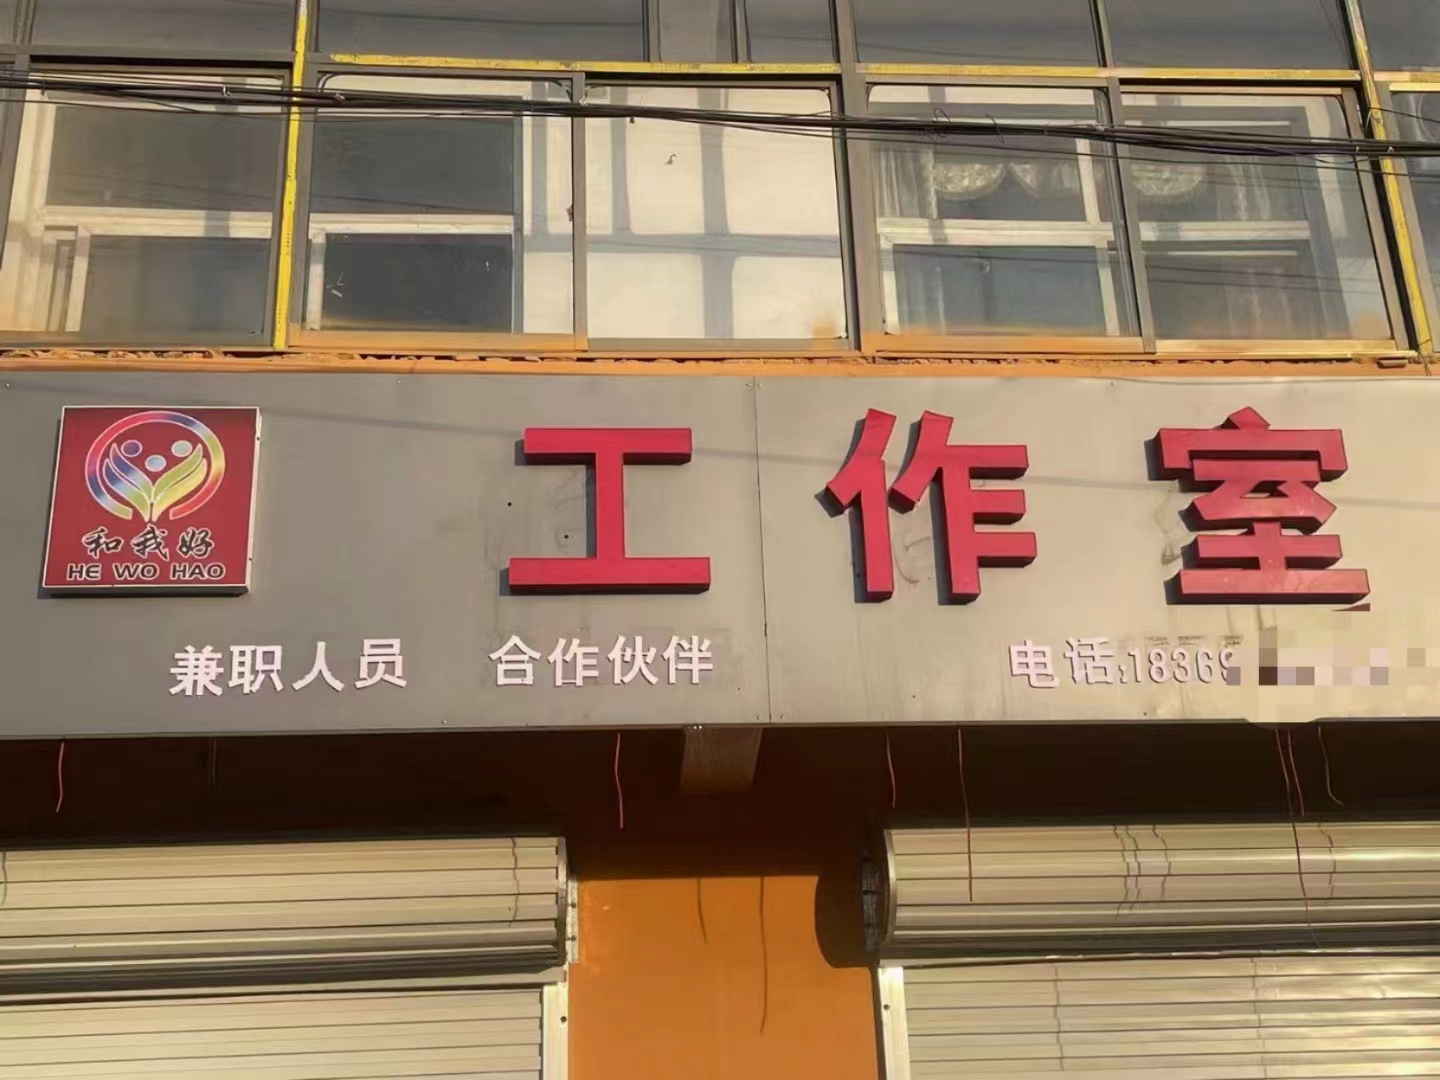 和我好
HE WO HAO
工作室
兼职人员 合作伙伴
电话:18369